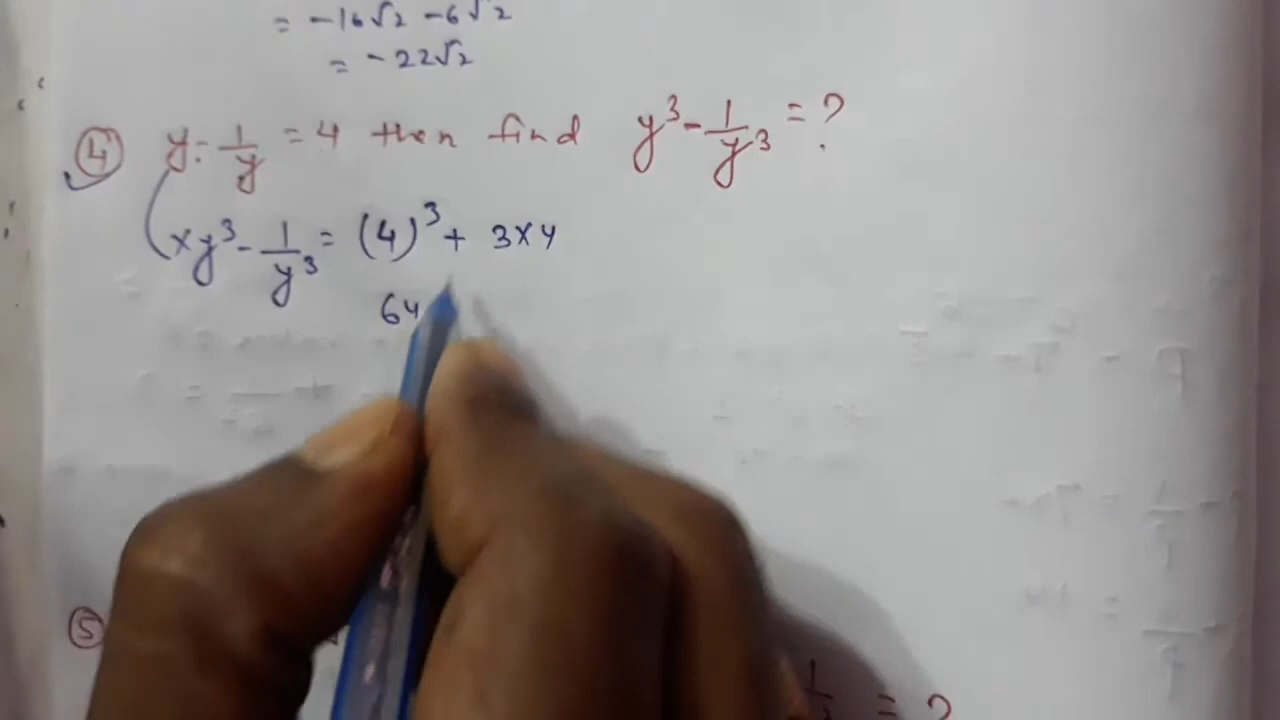 = -16√2 -6√2
= -22√2
④ y - 1/y = 4 then find y³ - 1/y³ = ?
xy³ - 1/y³ = (4)³ + 3×4
64
⑤ = ?